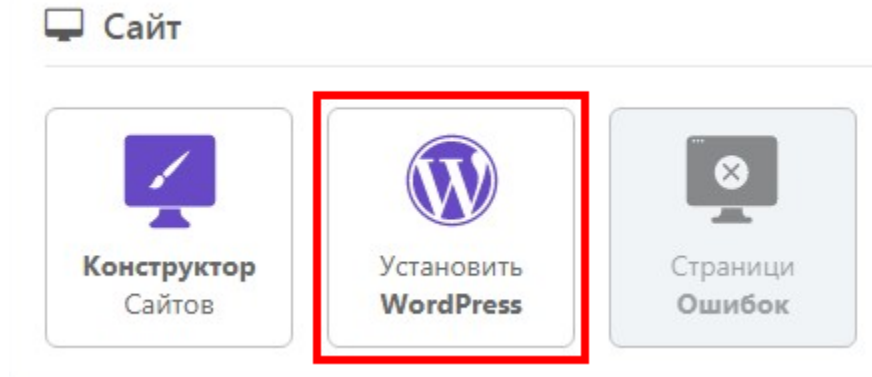 Сайт
Конструктор
Сайтов
Установить
WordPress
Страници
Ошибок